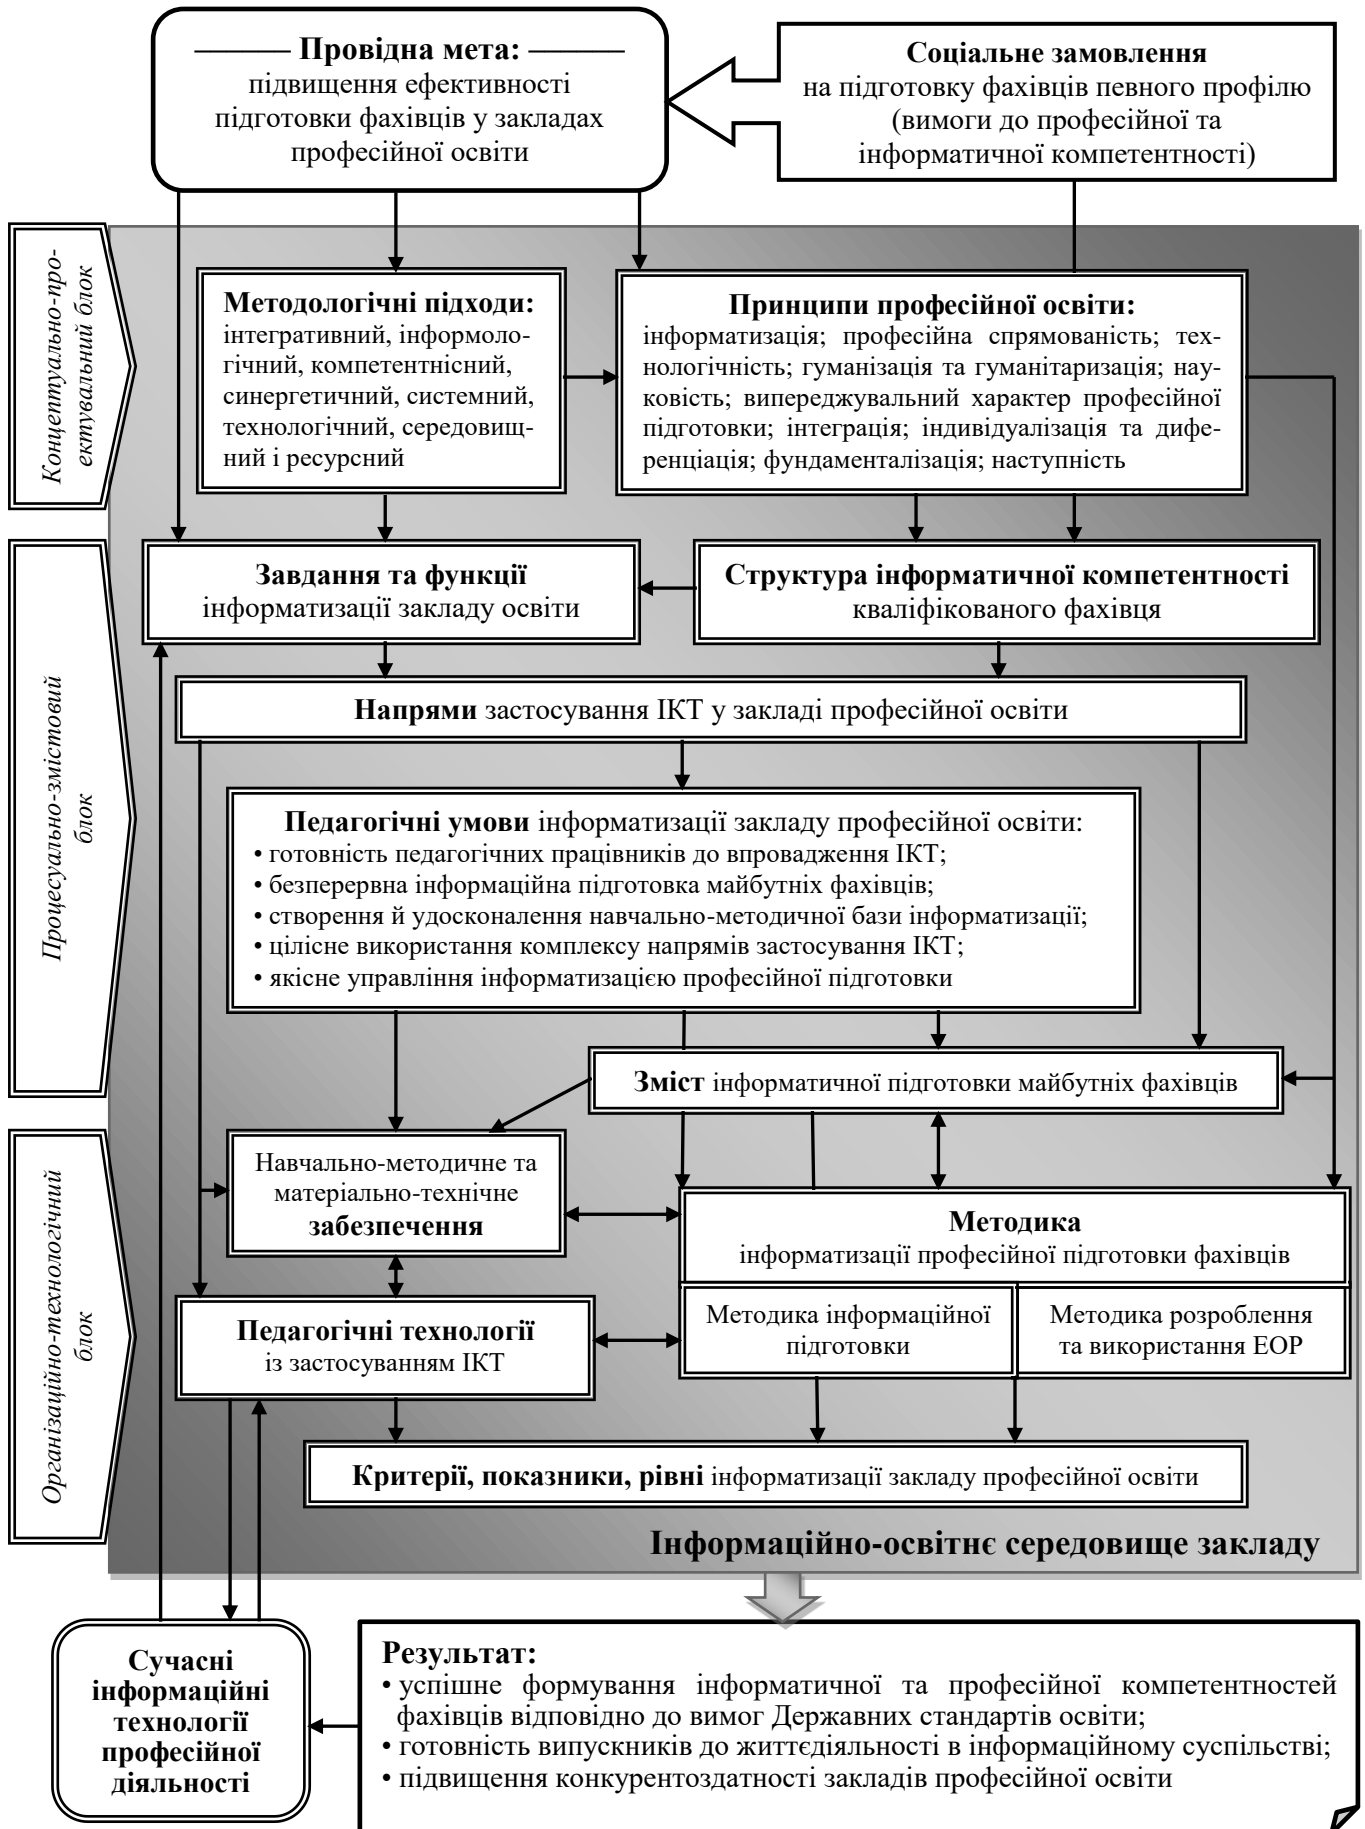 Провідна мета:
підвищення ефективності
підготовки фахівців у закладах
професійної освіти
Соціальне замовлення
на підготовку фахівців певного профілю
(вимоги до професійної та
інформатичної компетентності)
Концептуально-про-
ектувальний блок
Методологічні підходи:
інтегративний, інформоло-
гічний, компетентнісний,
синергетичний, системний,
технологічний, середовищ-
ний і ресурсний
Принципи професійної освіти:
інформатизація; професійна спрямованість; тех-
нологічність; гуманізація та гуманітаризація; нау-
ковість; випереджувальний характер професійної
підготовки; інтеграція; індивідуалізація та дифе-
ренціація; фундаменталізація; наступність
Процесуально-змістовий
блок
Завдання та функції
інформатизації закладу освіти
Структура інформатичної компетентності
кваліфікованого фахівця
Напрями застосування ІКТ у закладі професійної освіти
Педагогічні умови інформатизації закладу професійної освіти:
• готовність педагогічних працівників до впровадження ІКТ;
• безперервна інформаційна підготовка майбутніх фахівців;
• створення й удосконалення навчально-методичної бази інформатизації;
• цілісне використання комплексу напрямів застосування ІКТ;
• якісне управління інформатизацією професійної підготовки
Зміст інформатичної підготовки майбутніх фахівців
Організаційно-технологічний
блок
Навчально-методичне та
матеріально-технічне
забезпечення
Методика
інформатизації професійної підготовки фахівців
Методика інформаційної
підготовки
Методика розроблення
та використання ЕОР
Педагогічні технології
із застосуванням ІКТ
Критерії, показники, рівні інформатизації закладу професійної освіти
Інформаційно-освітнє середовище закладу
Сучасні
інформаційні
технології
професійної
діяльності
Результат:
• успішне формування інформатичної та професійної компетентностей
фахівців відповідно до вимог Державних стандартів освіти;
• готовність випускників до життєдіяльності в інформаційному суспільстві;
• підвищення конкурентоздатності закладів професійної освіти